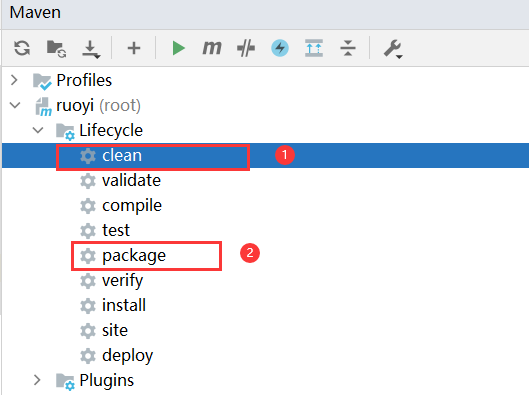 Maven
m
Profiles
ruoyi (root)
Lifecycle
clean 1
validate
compile
test
package 2
verify
install
site
deploy
Plugins